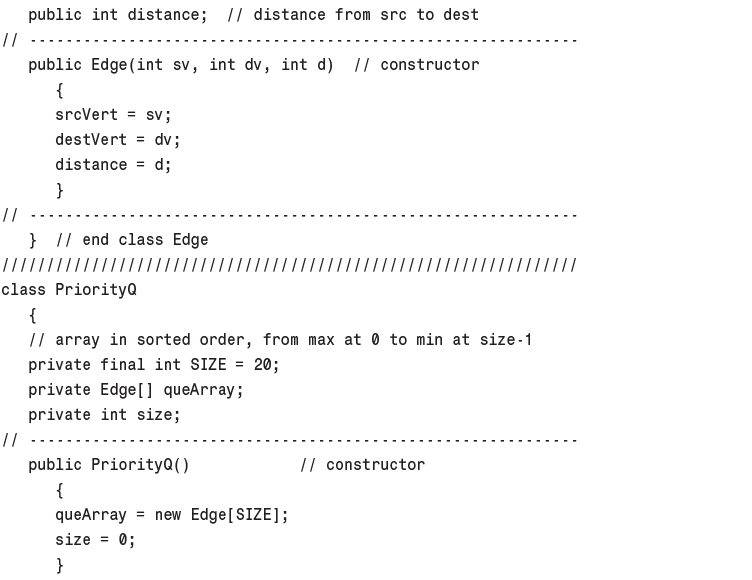 public int distance;  // distance from src to dest
// -------------------------------------------------------------
public Edge(int sv, int dv, int d)  // constructor
{
srcVert = sv;
destVert = dv;
distance = d;
}
// -------------------------------------------------------------
}  // end class Edge
////////////////////////////////////////////////////////////////
class PriorityQ
{
// array in sorted order, from max at 0 to min at size-1
private final int SIZE = 20;
private Edge[] queArray;
private int size;
// -------------------------------------------------------------
public PriorityQ()            // constructor
{
queArray = new Edge[SIZE];
size = 0;
}